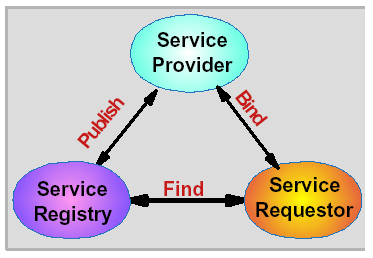 Service
Provider
Publish
Bind
Service
Registry
Find
Service
Requestor